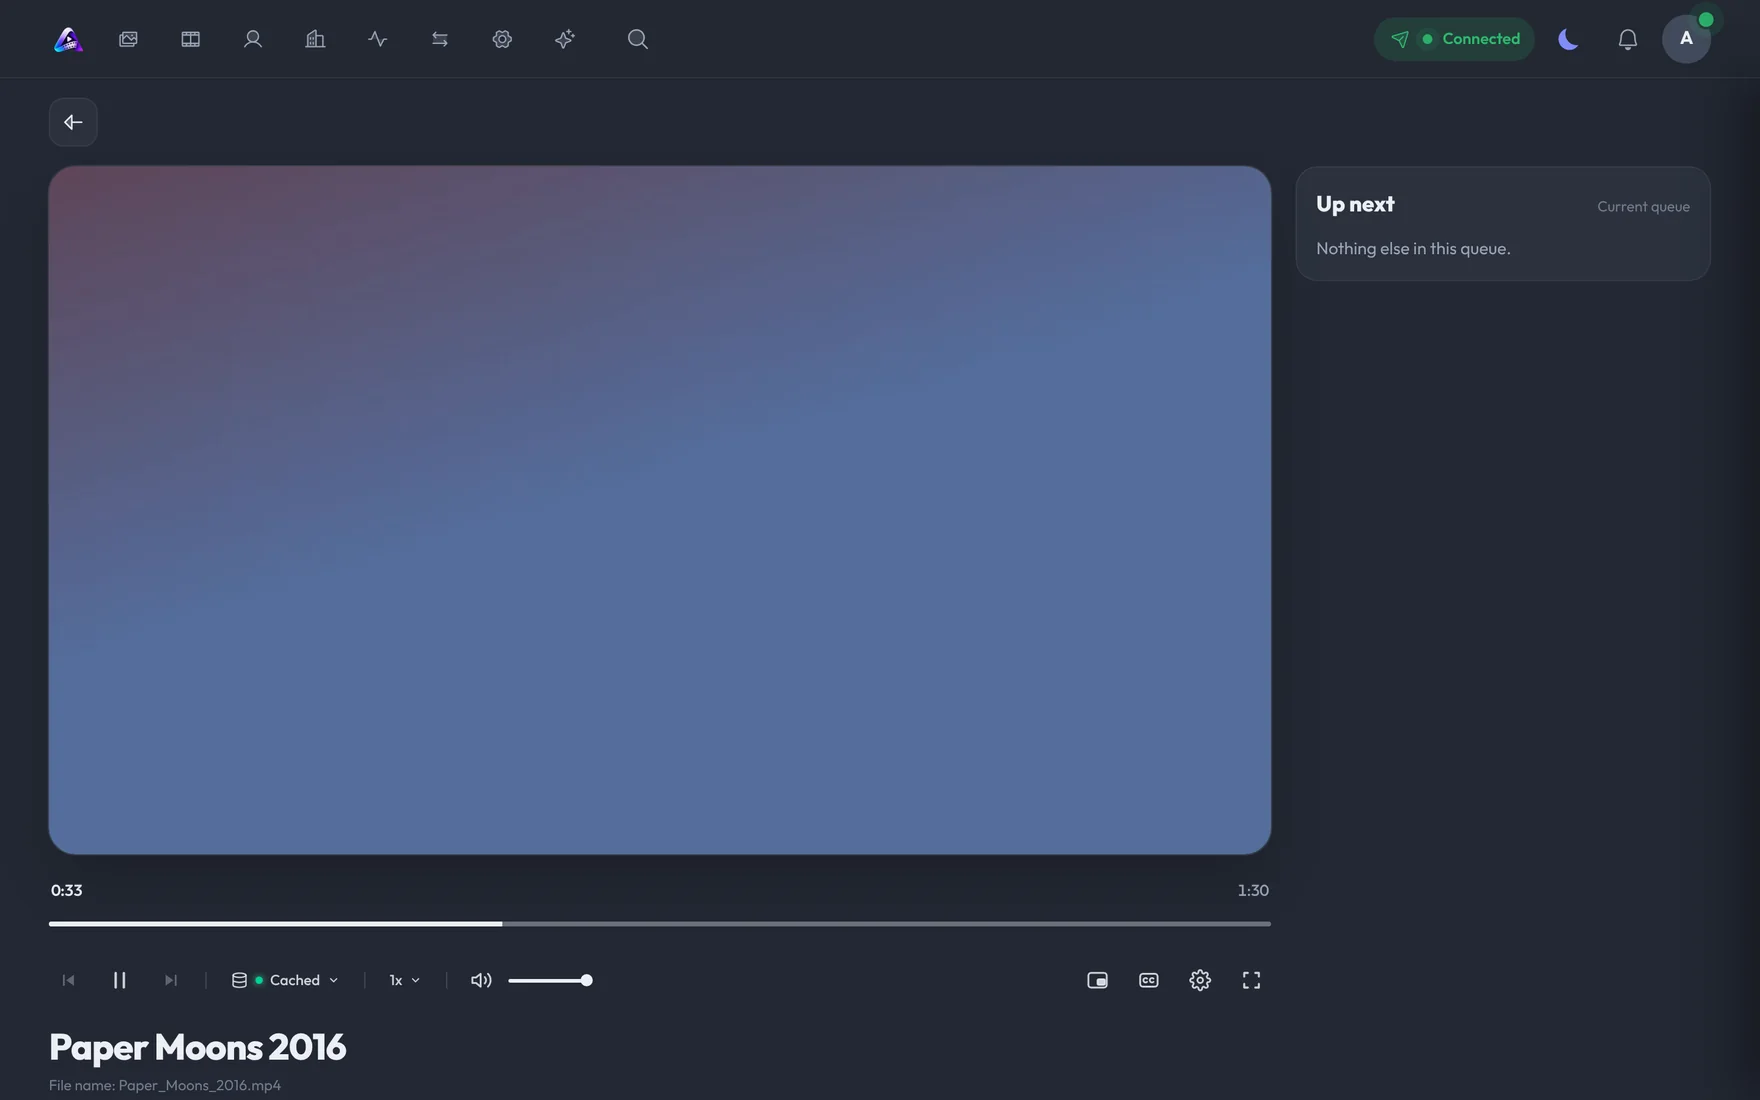 Connected
A
Up next
Current queue
Nothing else in this queue.
0:33
1:30
Cached
1x
CC
Paper Moons 2016
File name: Paper_Moons_2016.mp4